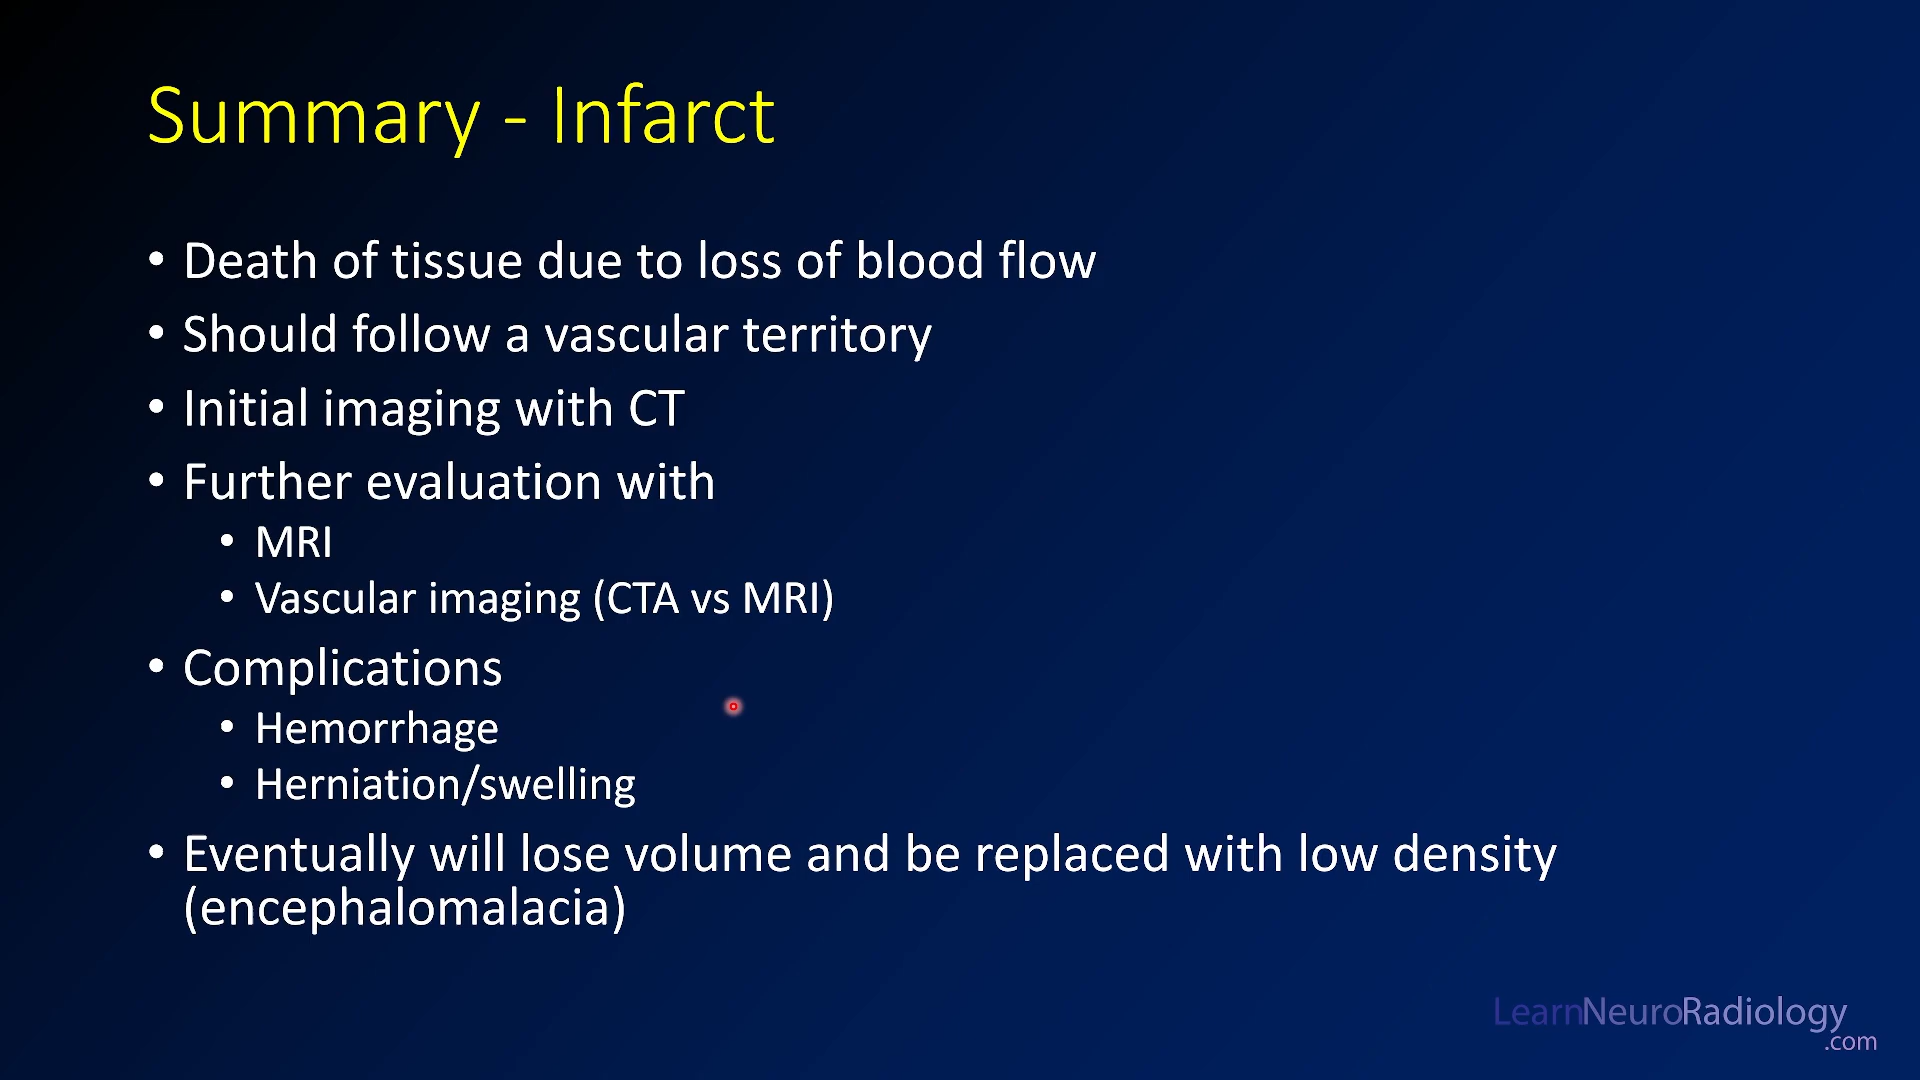 Summary - Infarct
• Death of tissue due to loss of blood flow
• Should follow a vascular territory
• Initial imaging with CT
• Further evaluation with
• MRI
• Vascular imaging (CTA vs MRI)
• Complications
• Hemorrhage
• Herniation/swelling
• Eventually will lose volume and be replaced with low density
(encephalomalacia)
LearnNeuroRadiology
.com